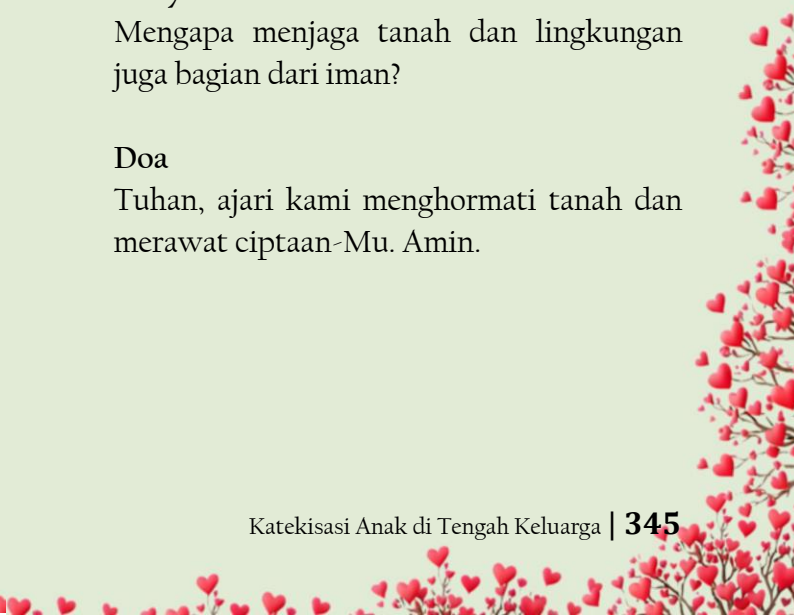 Mengapa menjaga tanah dan lingkungan
juga bagian dari iman?
Doa
Tuhan, ajari kami menghormati tanah dan
merawat ciptaan-Mu. Amin.
Katekisasi Anak di Tengah Keluarga | 345